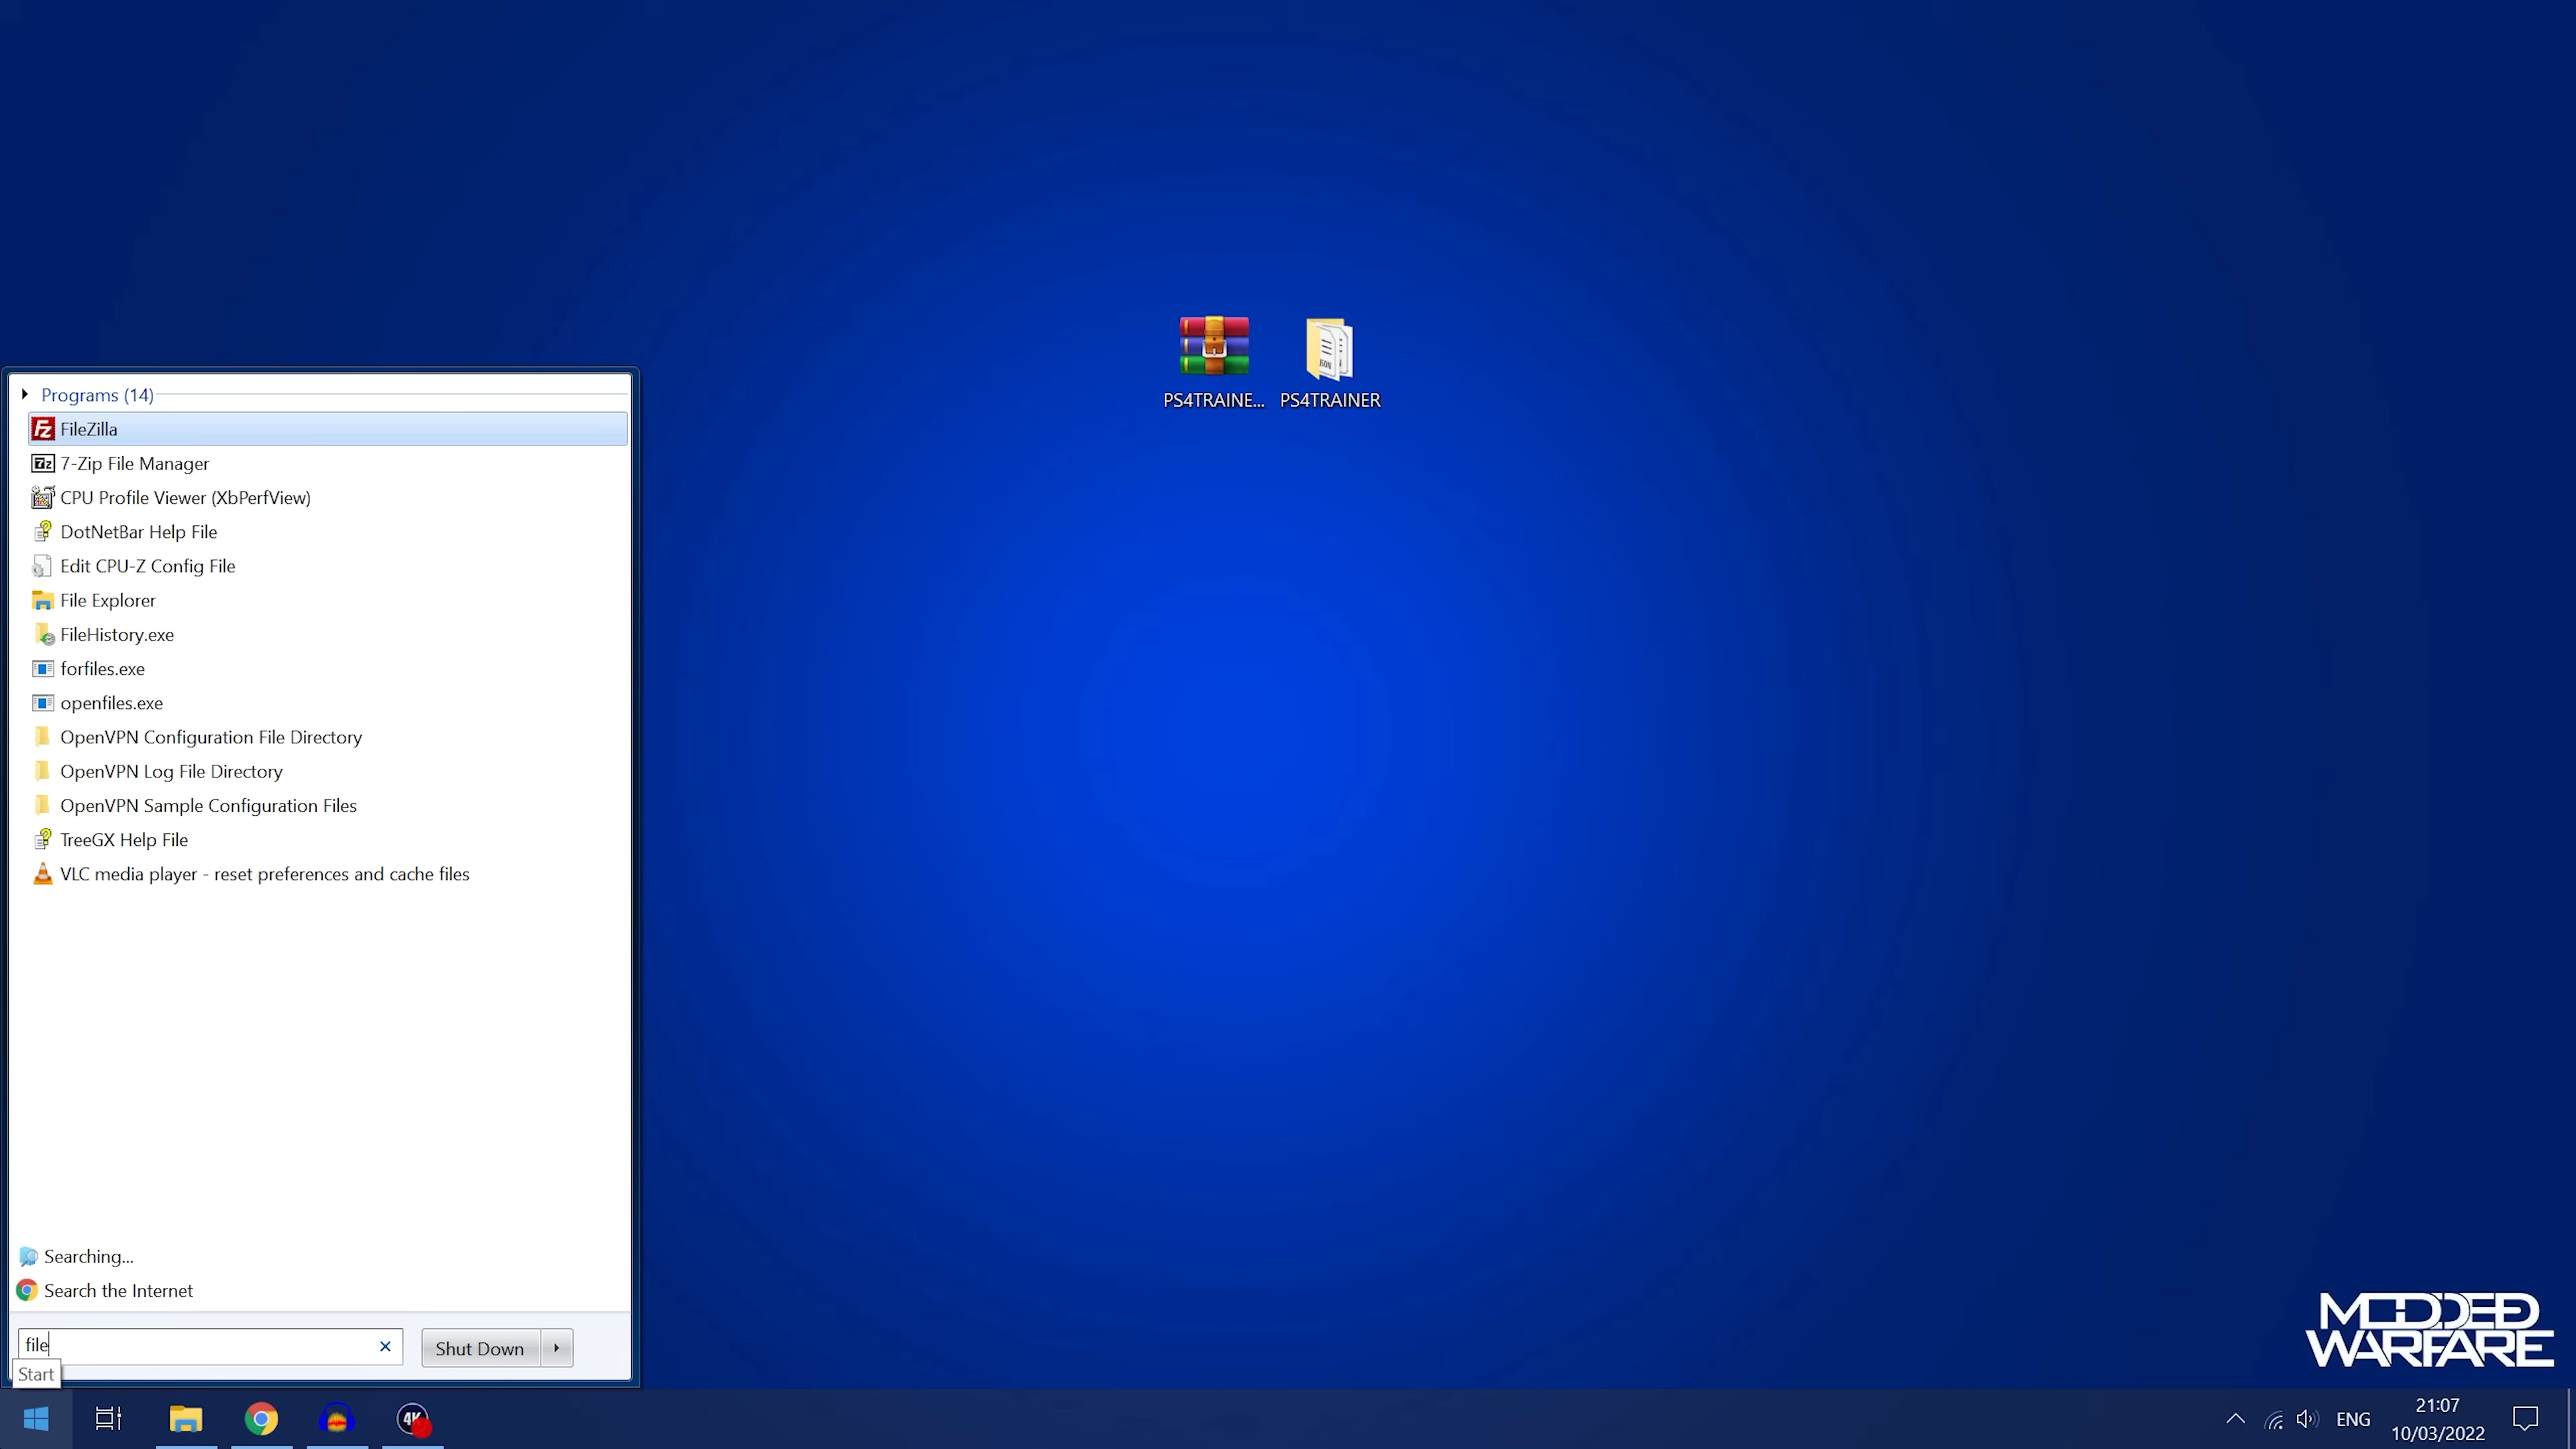 PS4TRAINE...
PS4TRAINER
Programs (14)
FileZilla
7-Zip File Manager
CPU Profile Viewer (XbPerfView)
DotNetBar Help File
Edit CPU-Z Config File
File Explorer
FileHistory.exe
forfiles.exe
openfiles.exe
OpenVPN Configuration File Directory
OpenVPN Log File Directory
OpenVPN Sample Configuration Files
TreeGX Help File
VLC media player - reset preferences and cache files
Searching...
Search the Internet
file
Shut Down
Start
MODDED
WARFARE
4K
ENG
21:07
10/03/2022